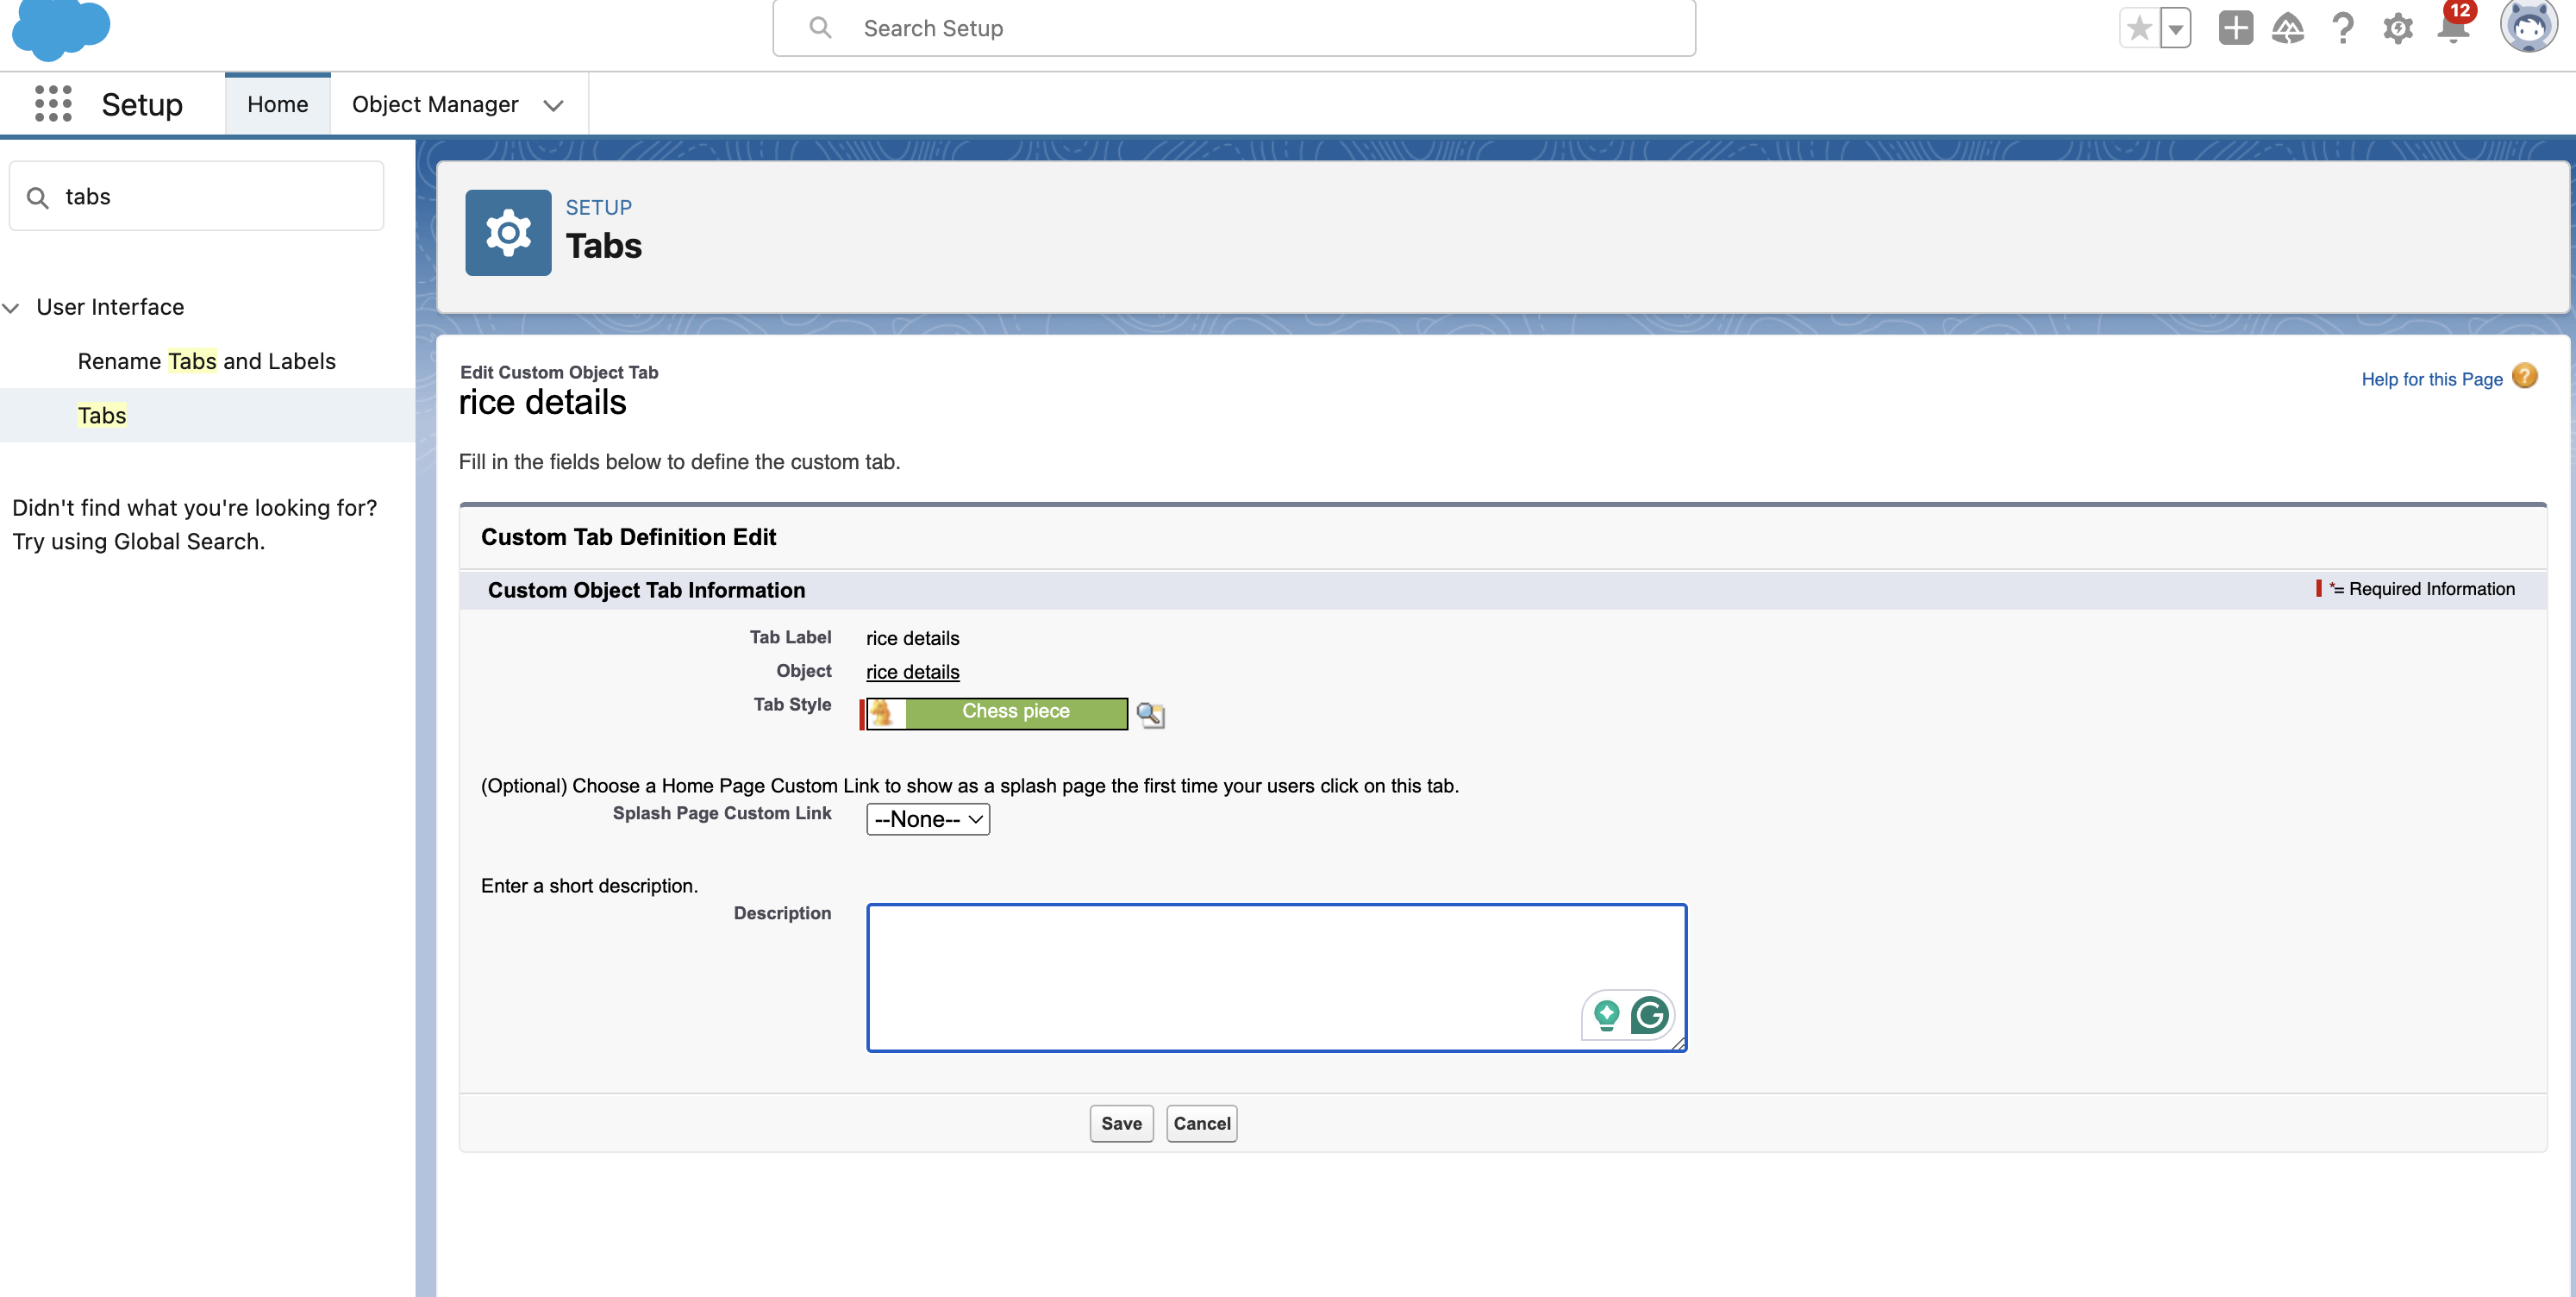 Search Setup
12
Setup
Home
Object Manager
tabs
User Interface
Rename Tabs and Labels
Tabs
Didn't find what you're looking for?
Try using Global Search.
SETUP
Tabs
Edit Custom Object Tab
rice details
Help for this Page ?
Fill in the fields below to define the custom tab.
Custom Tab Definition Edit
Custom Object Tab Information
*= Required Information
Tab Label rice details
Object rice details
Tab Style Chess piece
(Optional) Choose a Home Page Custom Link to show as a splash page the first time your users click on this tab.
Splash Page Custom Link --None--
Enter a short description.
Description
Save Cancel